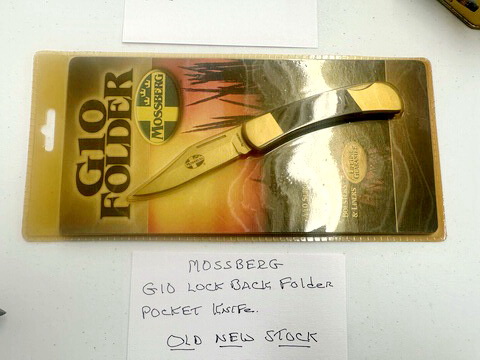 G10
FOLDER
MOSSBERG
MOSSBERG
G10 LOCK BACK Folder
POCKET KNIFE.
OLD NEW STOCK